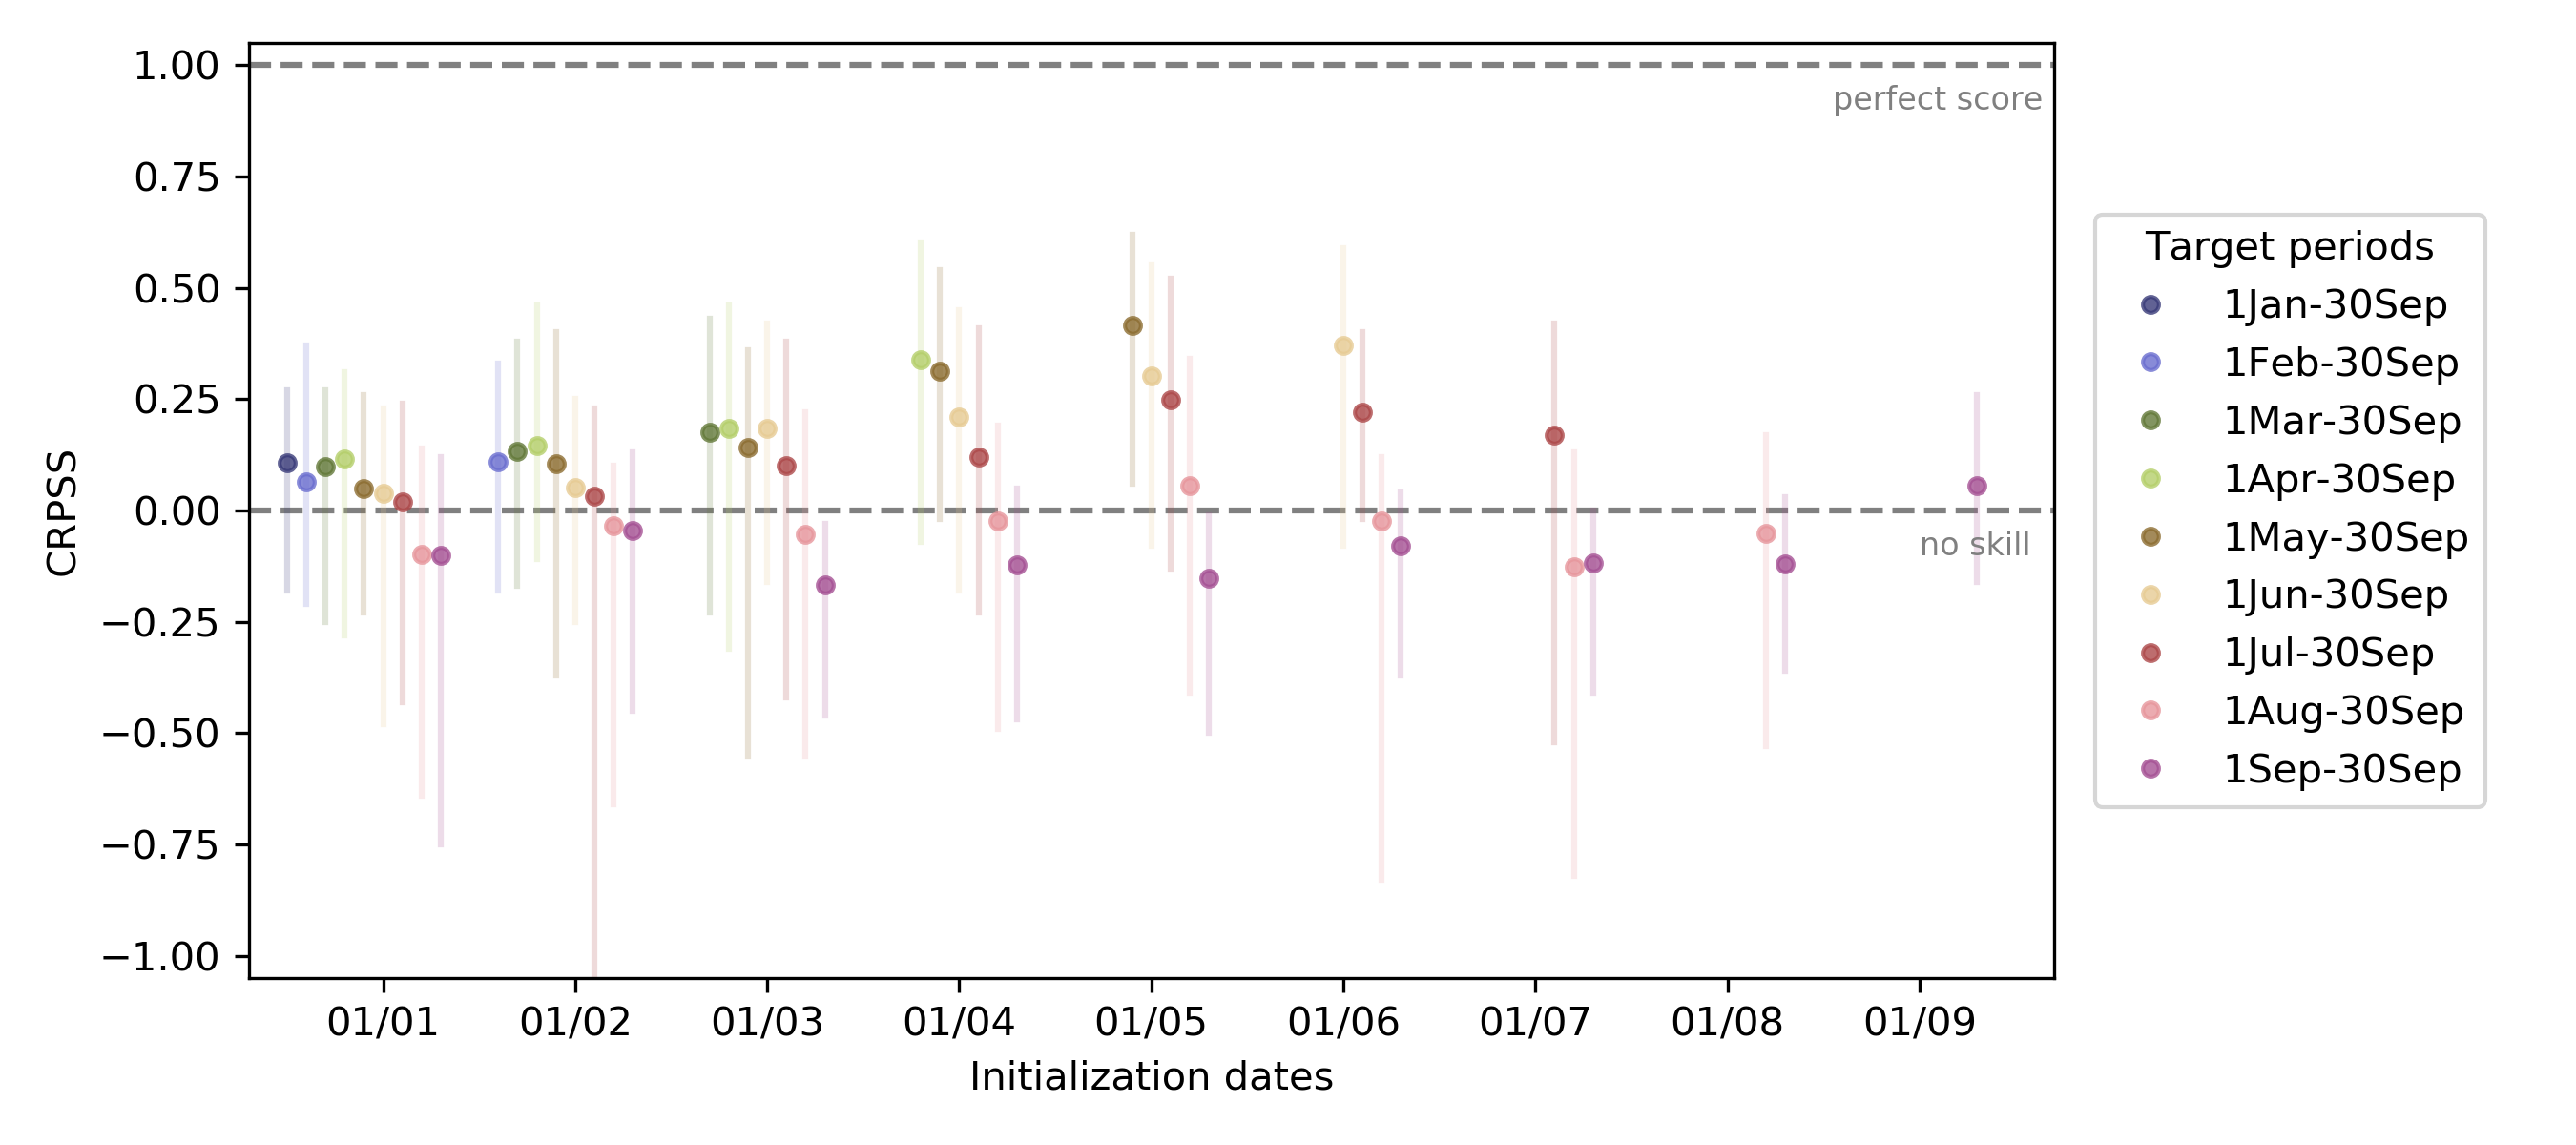 1.00
0.75
0.50
0.25
0.00
−0.25
−0.50
−0.75
−1.00
CRPSS
perfect score
no skill
01/01
01/02
01/03
01/04
01/05
01/06
01/07
01/08
01/09
Initialization dates
Target periods
1Jan-30Sep
1Feb-30Sep
1Mar-30Sep
1Apr-30Sep
1May-30Sep
1Jun-30Sep
1Jul-30Sep
1Aug-30Sep
1Sep-30Sep